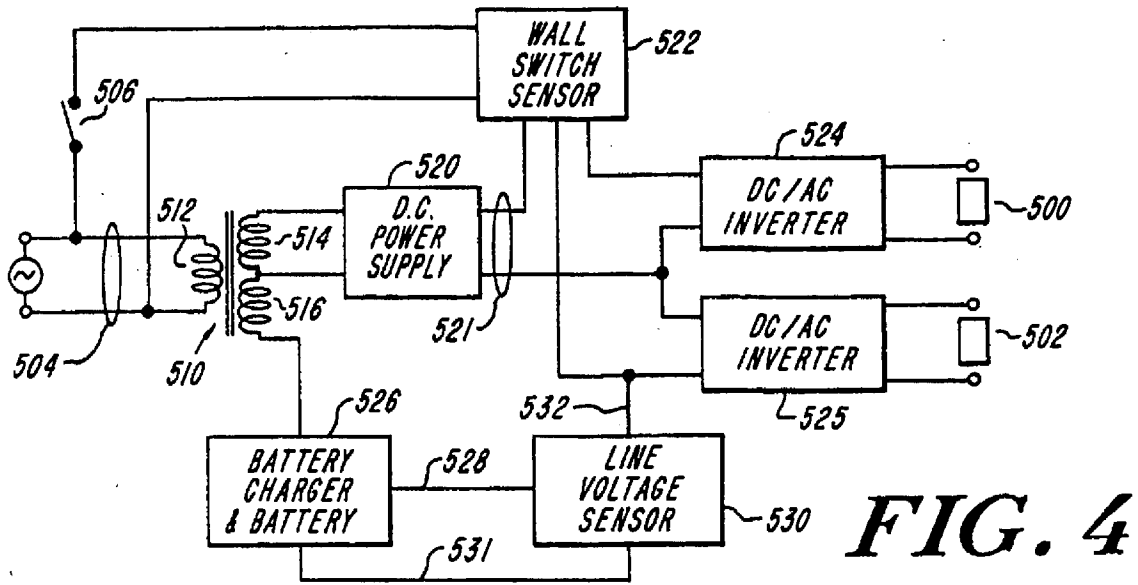 WALL
SWITCH
SENSOR
522
506
524
DC/AC
INVERTER
500
520
D.C.
POWER
SUPPLY
512
514
516
521
504
510
DC/AC
INVERTER
502
525
532
526
BATTERY
CHARGER
& BATTERY
528
LINE
VOLTAGE
SENSOR
530
531
FIG. 4